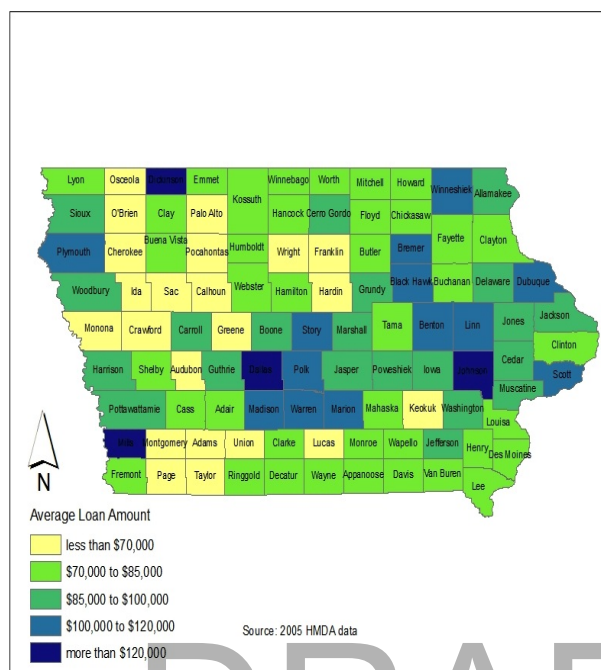 Lyon Osceola Dickinson Emmet Winnebago Worth Mitchell Howard Winneshiek Allamakee
Sioux O'Brien Clay Palo Alto Kossuth Hancock Cerro Gordo Floyd Chickasaw
Plymouth Cherokee Buena Vista Pocahontas Humboldt Wright Franklin Butler Bremer Fayette Clayton
Woodbury Ida Sac Calhoun Webster Hamilton Hardin Grundy Black Hawk Buchanan Delaware Dubuque
Monona Crawford Carroll Greene Boone Story Marshall Tama Benton Linn Jones Jackson
Clinton
Harrison Shelby Audubon Guthrie Dallas Polk Jasper Poweshiek Iowa Johnson Cedar Scott
Muscatine
Pottawattamie Cass Adair Madison Warren Marion Mahaska Keokuk Washington Louisa
Mills Montgomery Adams Union Clarke Lucas Monroe Wapello Jefferson Henry Des Moines
Fremont Page Taylor Ringgold Decatur Wayne Appanoose Davis Van Buren Lee
N
Average Loan Amount
less than $70,000
$70,000 to $85,000
$85,000 to $100,000
$100,000 to $120,000
more than $120,000
Source: 2005 HMDA data